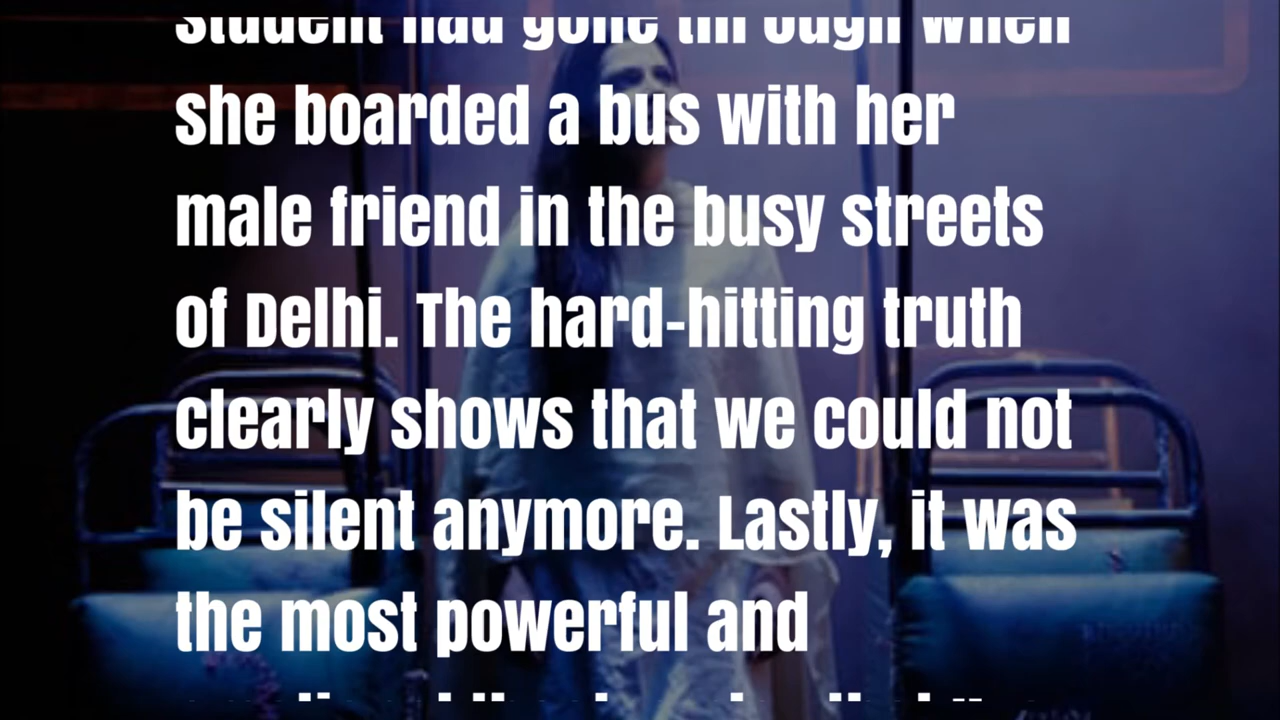 student had gone through when
she boarded a bus with her
male friend in the busy streets
of Delhi. The hard-hitting truth
clearly shows that we could not
be silent anymore. Lastly, it was
the most powerful and